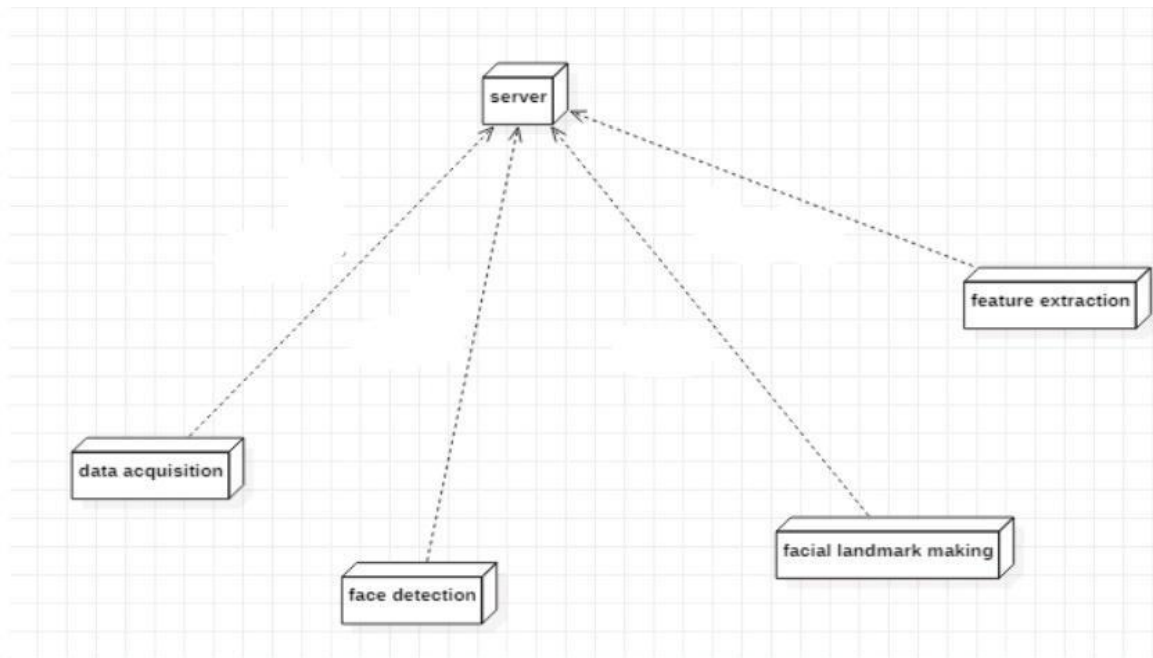 server
feature extraction
data acquisition
facial landmark making
face detection